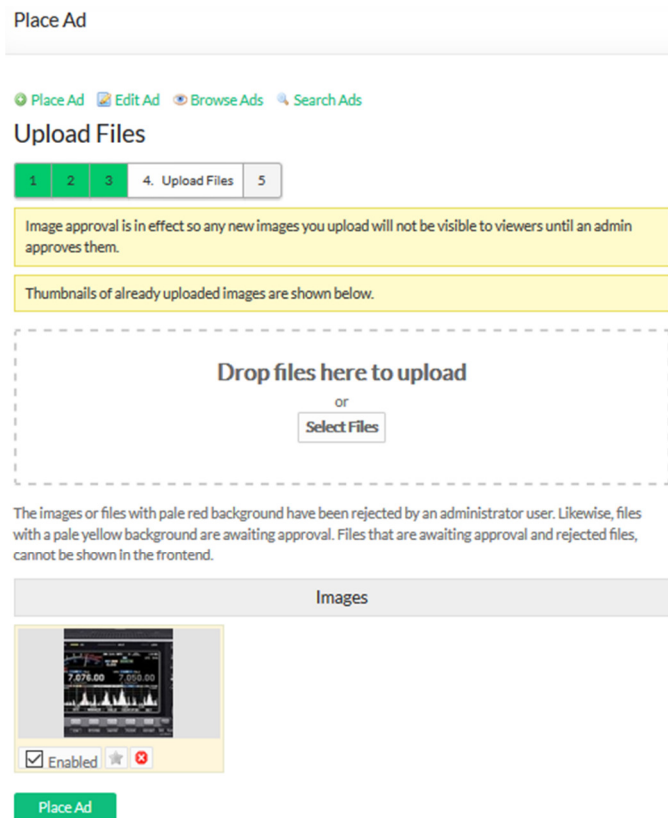 Place Ad
Place Ad Edit Ad Browse Ads Search Ads
Upload Files
1 2 3 4. Upload Files 5
Image approval is in effect so any new images you upload will not be visible to viewers until an admin
approves them.
Thumbnails of already uploaded images are shown below.
Drop files here to upload
or
Select Files
The images or files with pale red background have been rejected by an administrator user. Likewise, files
with a pale yellow background are awaiting approval. Files that are awaiting approval and rejected files,
cannot be shown in the frontend.
Images
7.076.00 7.050.00
Enabled
Place Ad